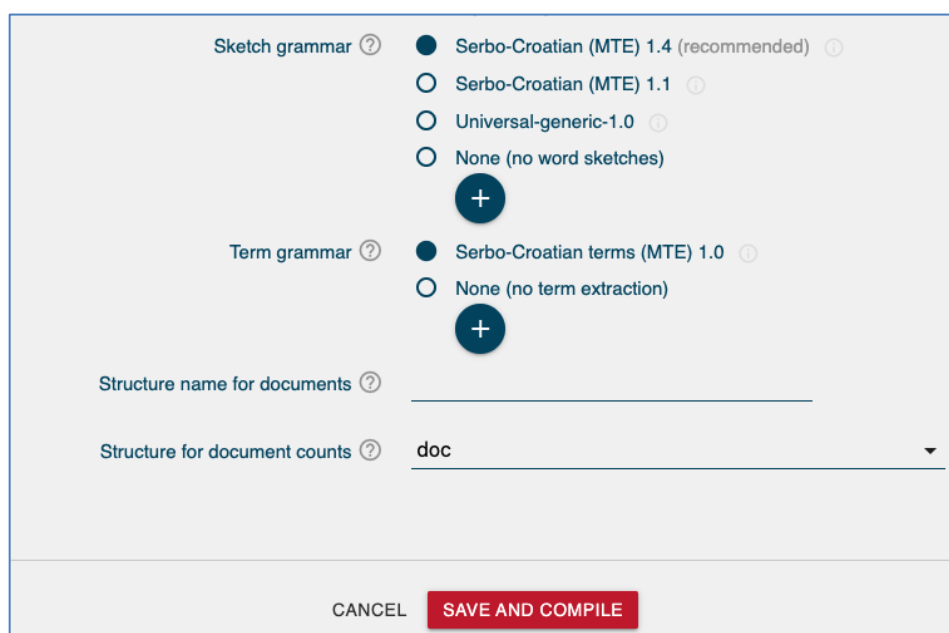 Sketch grammar ? Serbo-Croatian (MTE) 1.4 (recommended) i
Serbo-Croatian (MTE) 1.1 i
Universal-generic-1.0 i
None (no word sketches)
+
Term grammar ? Serbo-Croatian terms (MTE) 1.0 i
None (no term extraction)
+
Structure name for documents ?
Structure for document counts ? doc
CANCEL SAVE AND COMPILE